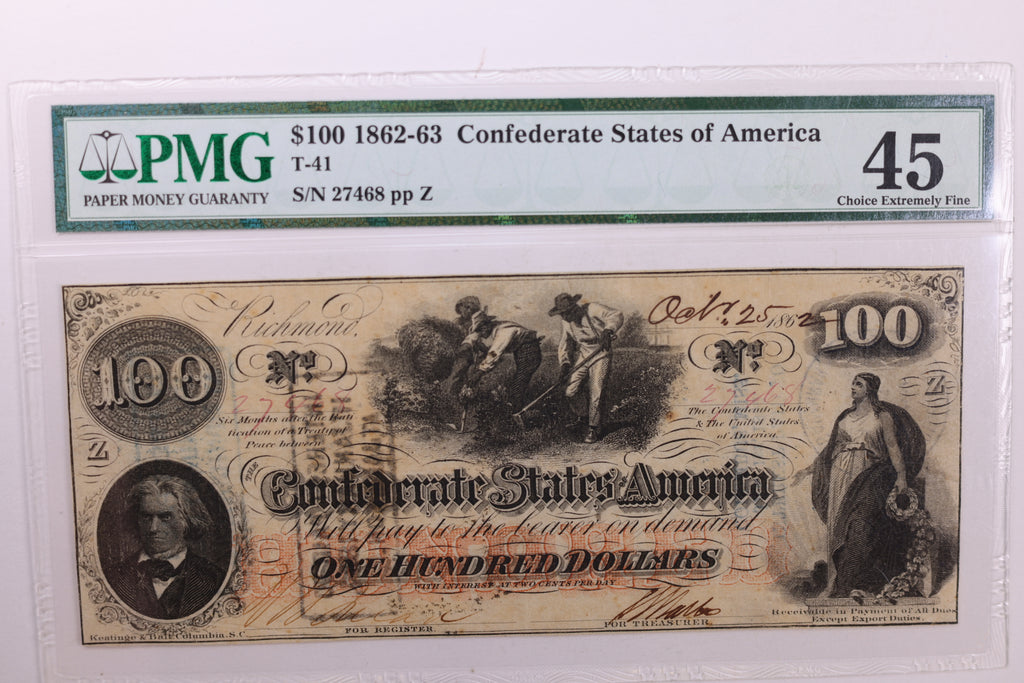 PMG
PAPER MONEY GUARANTY
$100 1862-63 Confederate States of America
T-41
S/N 27468 pp Z
45
Choice Extremely Fine
Richmond,
Oct. 25 1862
100
100
No
No
27468
Six Months after the Rati
fication of a Treaty of
Peace between
The Confederate States
& The United States
of America.
Z
Z
THE
Confederate States of America
Will pay to the bearer on demand
HUNDRED
ONE HUNDRED DOLLARS
WITH INTEREST AT TWO CENTS PER DAY
FOR REGISTER.
FOR TREASURER.
Receivable in Payment of All Dues
Except Export Duties.
Keatinge & Ball, Columbia, S.C.